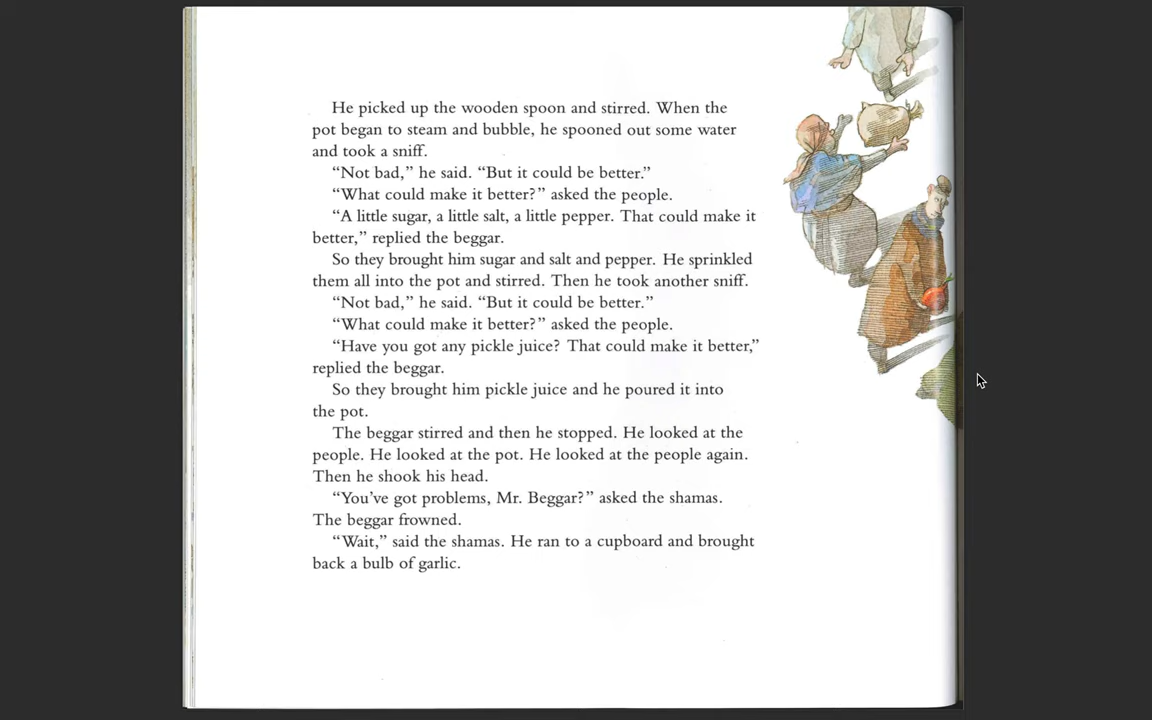 He picked up the wooden spoon and stirred. When the
pot began to steam and bubble, he spooned out some water
and took a sniff.
“Not bad,” he said. “But it could be better.”
“What could make it better?” asked the people.
“A little sugar, a little salt, a little pepper. That could make it
better,” replied the beggar.
So they brought him sugar and salt and pepper. He sprinkled
them all into the pot and stirred. Then he took another sniff.
“Not bad,” he said. “But it could be better.”
“What could make it better?” asked the people.
“Have you got any pickle juice? That could make it better,”
replied the beggar.
So they brought him pickle juice and he poured it into
the pot.
The beggar stirred and then he stopped. He looked at the
people. He looked at the pot. He looked at the people again.
Then he shook his head.
“You’ve got problems, Mr. Beggar?” asked the shamas.
The beggar frowned.
“Wait,” said the shamas. He ran to a cupboard and brought
back a bulb of garlic.